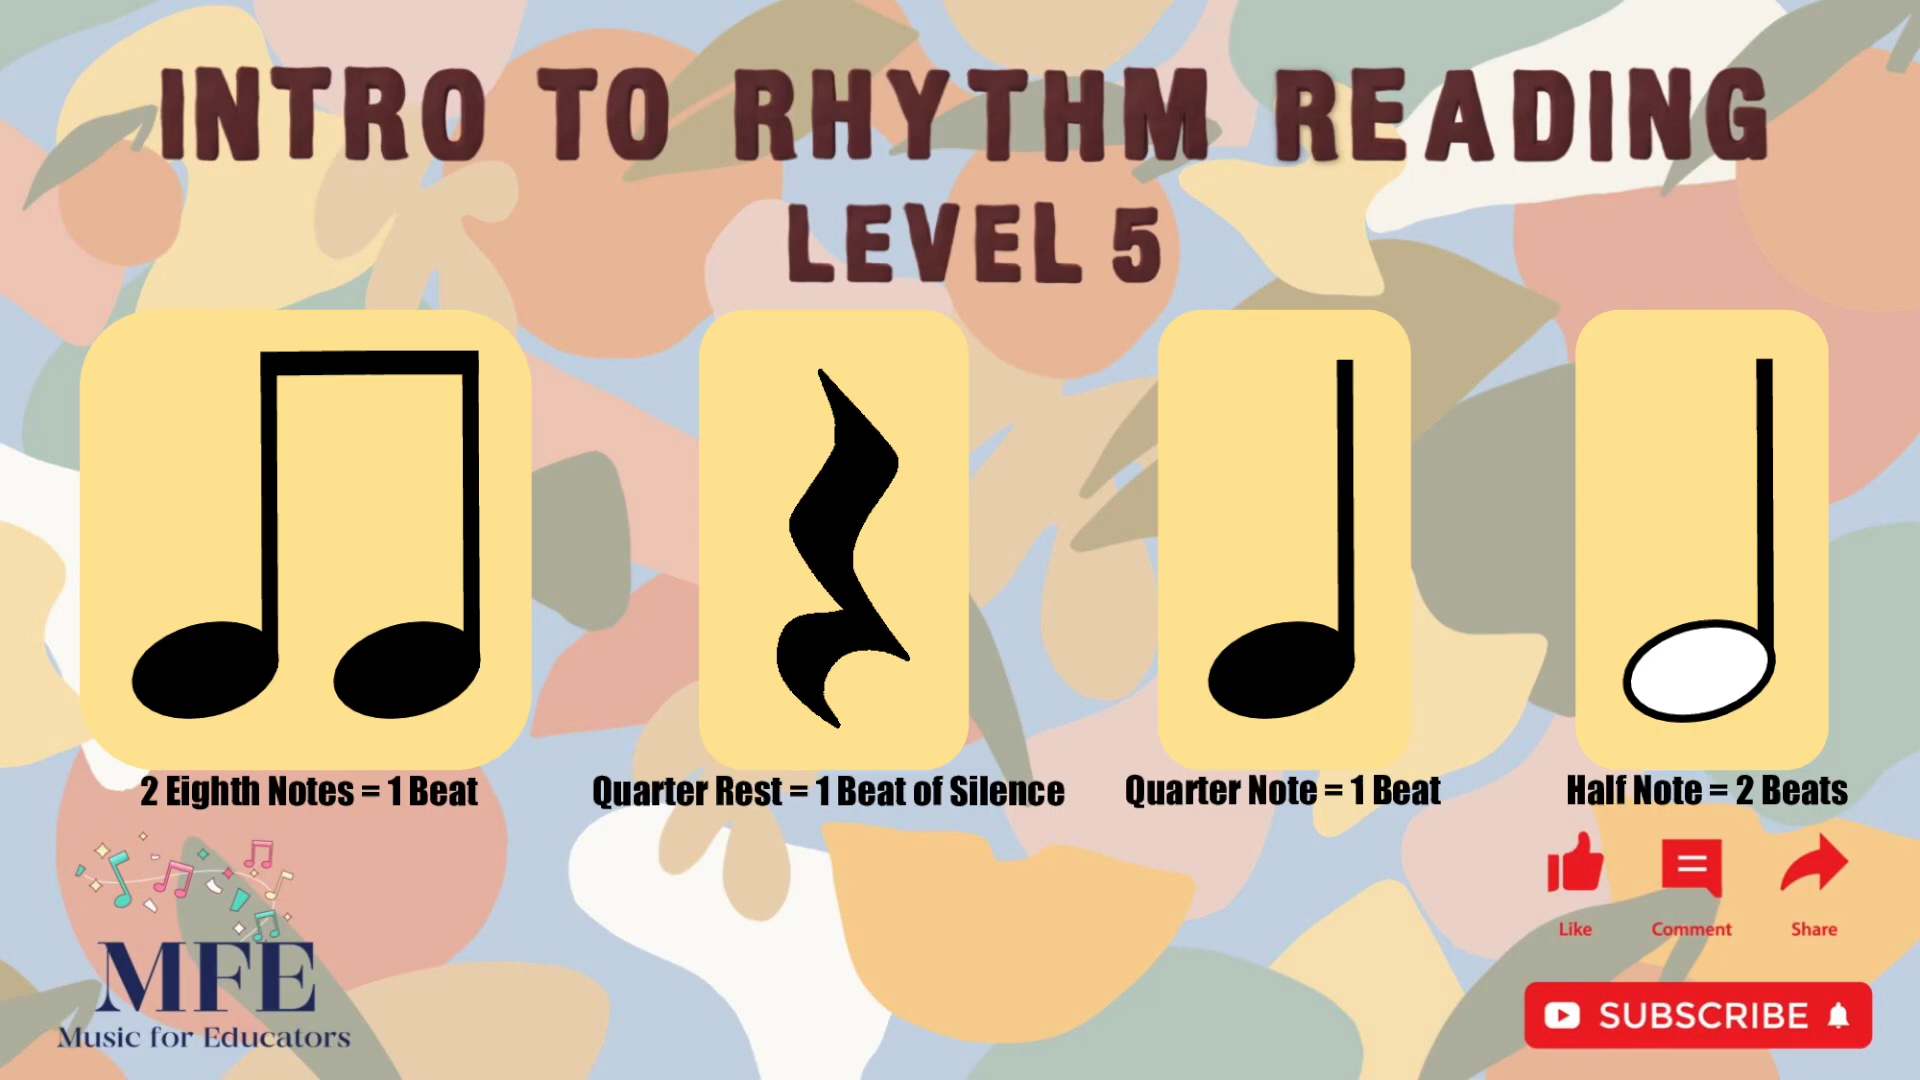 INTRO TO RHYTHM READING
LEVEL 5
2 Eighth Notes = 1 Beat
Quarter Rest = 1 Beat of Silence
Quarter Note = 1 Beat
Half Note = 2 Beats
MFE
Music for Educators
Like
Comment
Share
SUBSCRIBE